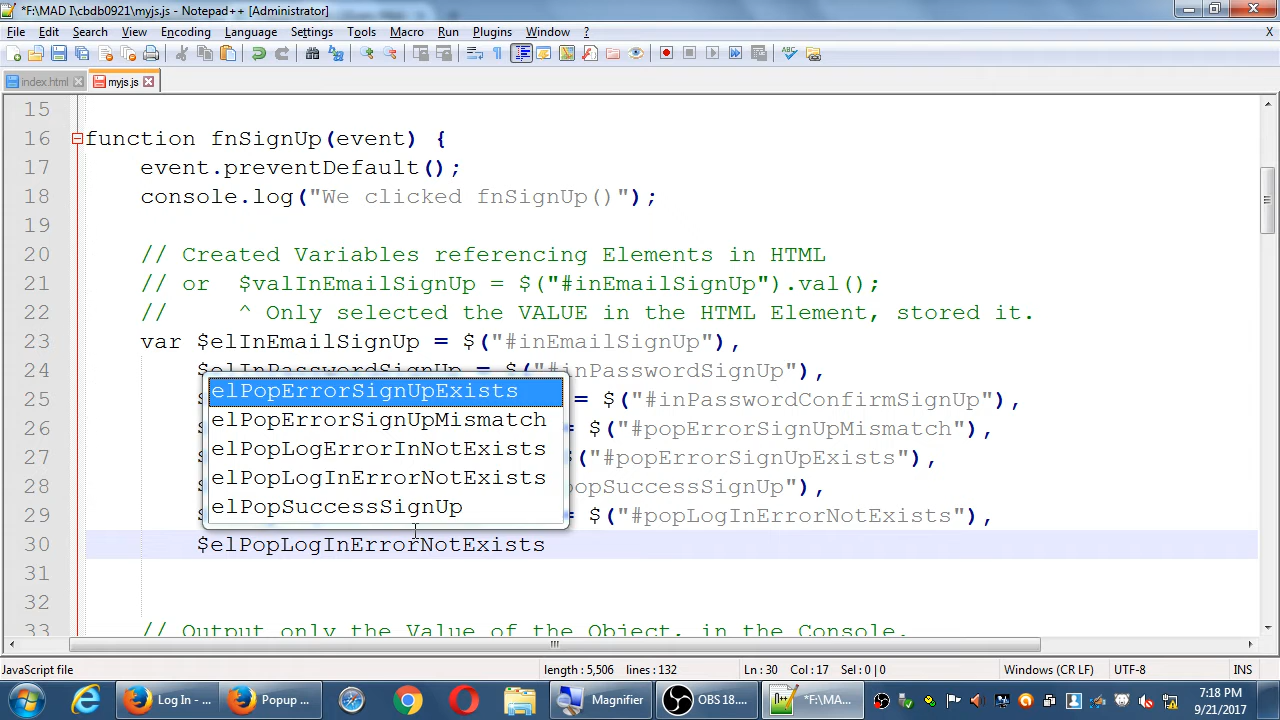 *F:\MAD I\cbdb0921\myjs.js - Notepad++ [Administrator]
File Edit Search View Encoding Language Settings Tools Macro Run Plugins Window ? X
index.html myjs.js
15
16 function fnSignUp(event) {
17 event.preventDefault();
18 console.log("We clicked fnSignUp()");
19
20 // Created Variables referencing Elements in HTML
21 // or $valInEmailSignUp = $("#inEmailSignUp").val();
22 // ^ Only selected the VALUE in the HTML Element, stored it.
23 var $elInEmailSignUp = $("#inEmailSignUp"),
24 $elInPasswordSignUp = $("#inPasswordSignUp"),
25 = $("#inPasswordConfirmSignUp"),
26 = $("#popErrorSignUpMismatch"),
27 $("#popErrorSignUpExists"),
28 popSuccessSignUp"),
29 = $("#popLogInErrorNotExists"),
30 $elPopLogInErrorNotExists
31
32
33 // Output only the Value of the Object, in the Console.
elPopErrorSignUpExists
elPopErrorSignUpMismatch
elPopLogErrorInNotExists
elPopLogInErrorNotExists
elPopSuccessSignUp
JavaScript file length : 5,506 lines : 132 Ln : 30 Col : 17 Sel : 0 | 0 Windows (CR LF) UTF-8 INS
Log In - ... Popup ... Magnifier OBS 18.... *F:\MA... 7:18 PM
9/21/2017